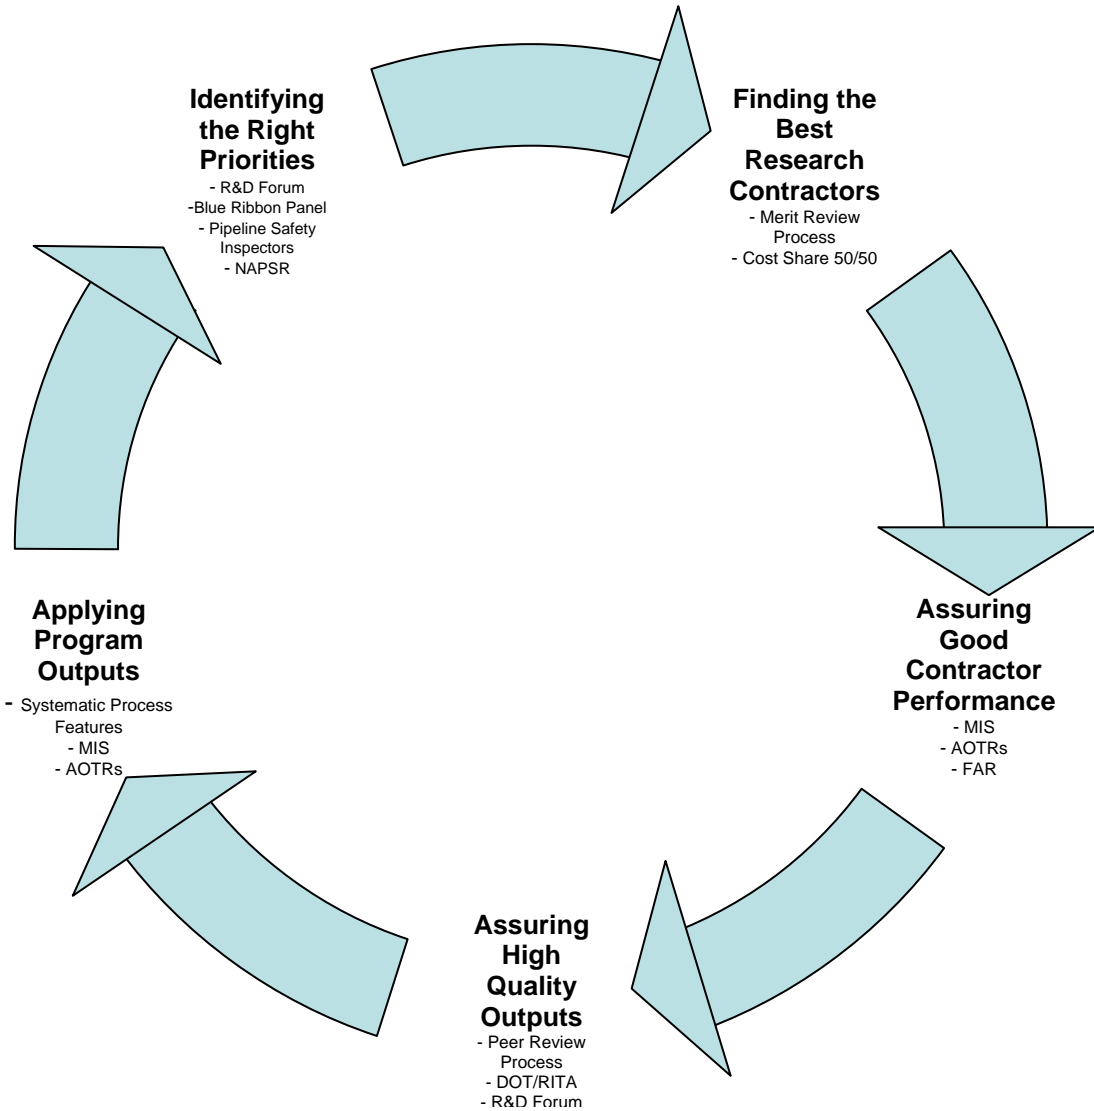 Identifying
the Right
Priorities
- R&D Forum
-Blue Ribbon Panel
- Pipeline Safety
Inspectors
- NAPSR
Finding the
Best
Research
Contractors
- Merit Review
Process
- Cost Share 50/50
Assuring
Good
Contractor
Performance
- MIS
- AOTRs
- FAR
Assuring
High
Quality
Outputs
- Peer Review
Process
- DOT/RITA
- R&D Forum
Applying
Program
Outputs
- Systematic Process
Features
- MIS
- AOTRs